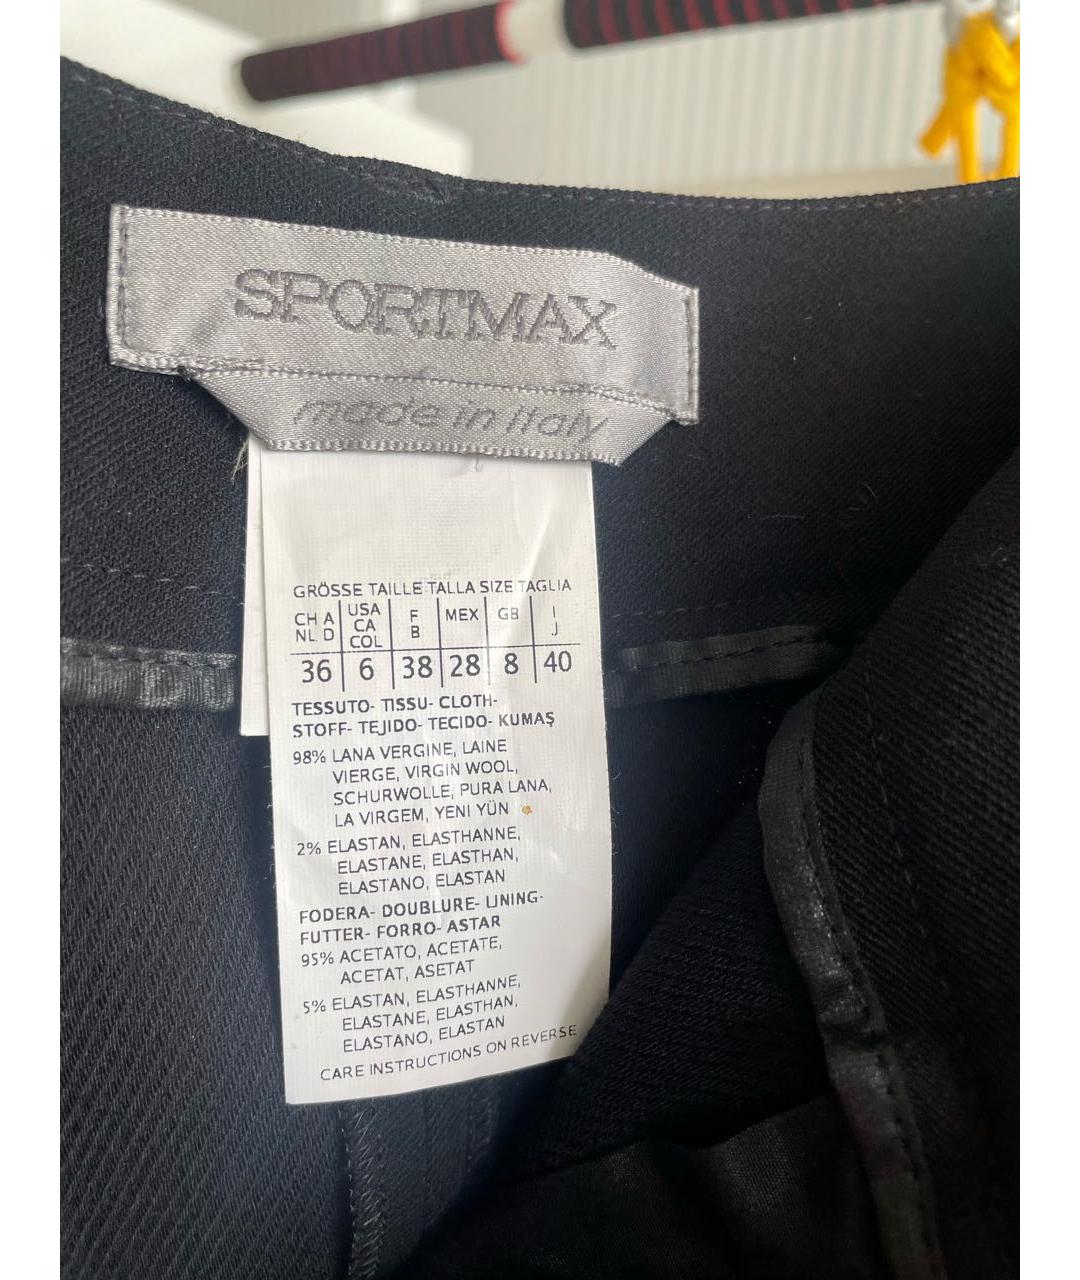 SPORTMAX
made in Italy
GRÖSSE TAILLE TALLA SIZE TAGLIA
CH A NL D USA CA COL F B MEX GB I J
36 6 38 28 8 40
TESSUTO- TISSU- CLOTH-
STOFF- TEJIDO- TECIDO- KUMAŞ
98% LANA VERGINE, LAINE
VIERGE, VIRGIN WOOL,
SCHURWOLLE, PURA LANA,
LA VIRGEM, YENI YÜN
2% ELASTAN, ELASTHANNE,
ELASTANE, ELASTHAN,
ELASTANO, ELASTAN
FODERA- DOUBLURE- LINING-
FUTTER- FORRO- ASTAR
95% ACETATO, ACETATE,
ACETAT, ASETAT
5% ELASTAN, ELASTHANNE,
ELASTANE, ELASTHAN,
ELASTANO, ELASTAN
CARE INSTRUCTIONS ON REVERSE